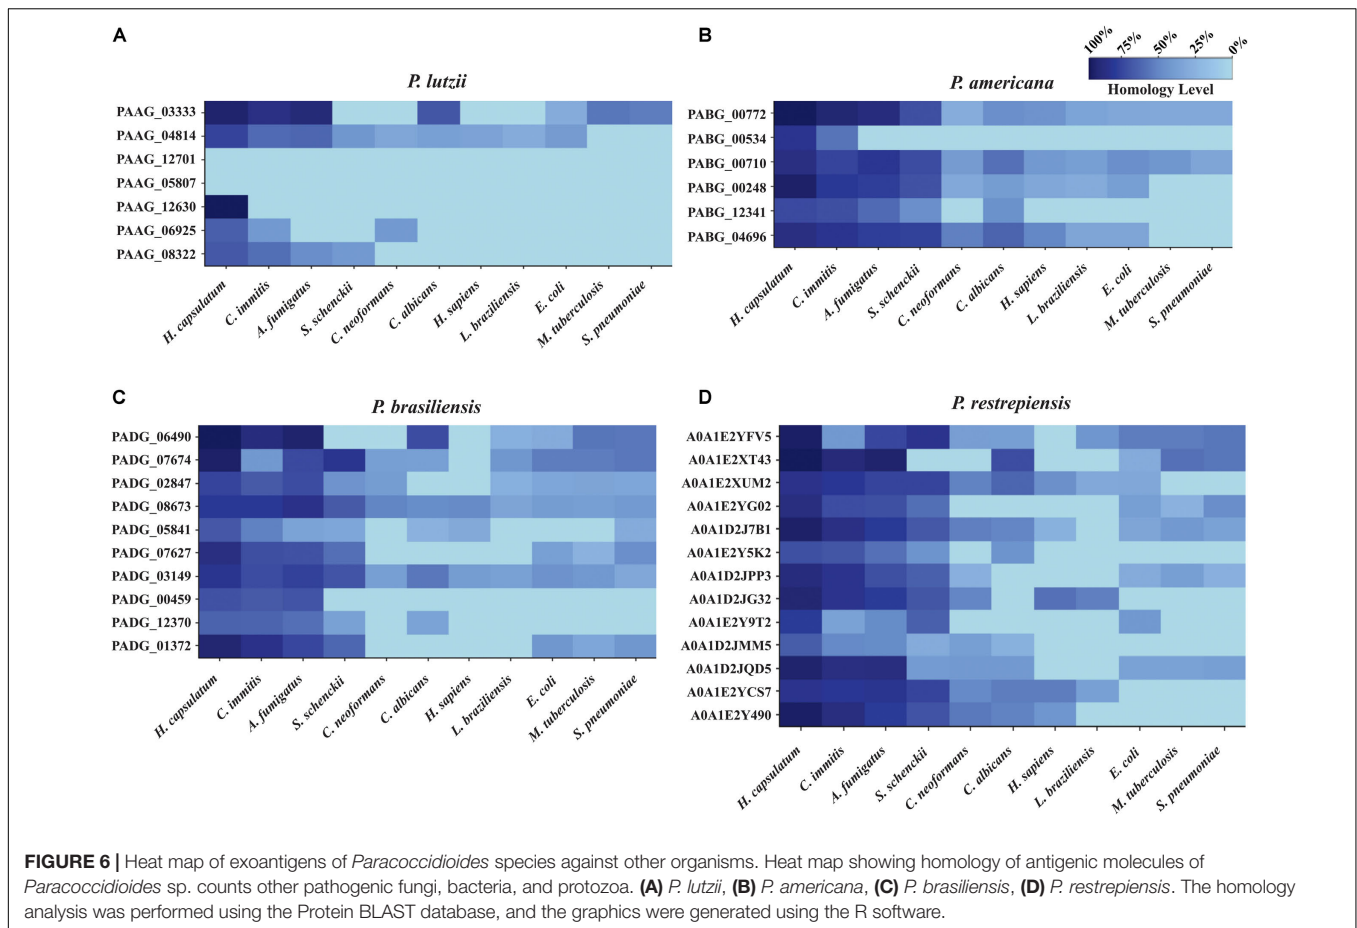 A
P. lutzii
PAAG_03333
PAAG_04814
PAAG_12701
PAAG_05807
PAAG_12630
PAAG_06925
PAAG_08322
H. capsulatum
C. immitis
A. fumigatus
S. schenckii
C. neoformans
C. albicans
H. sapiens
L. braziliensis
E. coli
M. tuberculosis
S. pneumoniae
B
100% 75% 50% 25% 0%
Homology Level
P. americana
PABG_00772
PABG_00534
PABG_00710
PABG_00248
PABG_12341
PABG_04696
H. capsulatum
C. immitis
A. fumigatus
S. schenckii
C. neoformans
C. albicans
H. sapiens
L. braziliensis
E. coli
M. tuberculosis
S. pneumoniae
C
P. brasiliensis
PADG_06490
PADG_07674
PADG_02847
PADG_08673
PADG_05841
PADG_07627
PADG_03149
PADG_00459
PADG_12370
PADG_01372
H. capsulatum
C. immitis
A. fumigatus
S. schenckii
C. neoformans
C. albicans
H. sapiens
L. braziliensis
E. coli
M. tuberculosis
S. pneumoniae
D
P. restrepiensis
A0A1E2YFV5
A0A1E2XT43
A0A1E2XUM2
A0A1E2YG02
A0A1D2J7B1
A0A1E2Y5K2
A0A1D2JPP3
A0A1D2JG32
A0A1E2Y9T2
A0A1D2JMM5
A0A1D2JQD5
A0A1E2YCS7
A0A1E2Y490
H. capsulatum
C. immitis
A. fumigatus
S. schenckii
C. neoformans
C. albicans
H. sapiens
L. braziliensis
E. coli
M. tuberculosis
S. pneumoniae
FIGURE 6 | Heat map of exoantigens of Paracoccidioides species against other organisms. Heat map showing homology of antigenic molecules of
Paracoccidioides sp. counts other pathogenic fungi, bacteria, and protozoa. (A) P. lutzii, (B) P. americana, (C) P. brasiliensis, (D) P. restrepiensis. The homology
analysis was performed using the Protein BLAST database, and the graphics were generated using the R software.